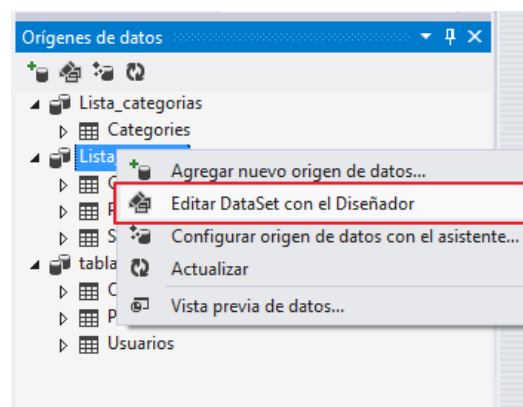 Orígenes de datos
Lista_categorias
Categories
Lista_
Agregar nuevo origen de datos...
Editar DataSet con el Diseñador
Configurar origen de datos con el asistente...
tabla
Actualizar
Vista previa de datos...
Usuarios